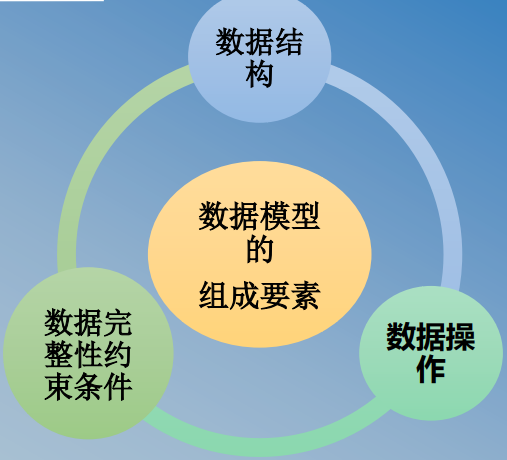 数据结
构
数据模型
的
组成要素
数据完
整性约
束条件
数据操
作